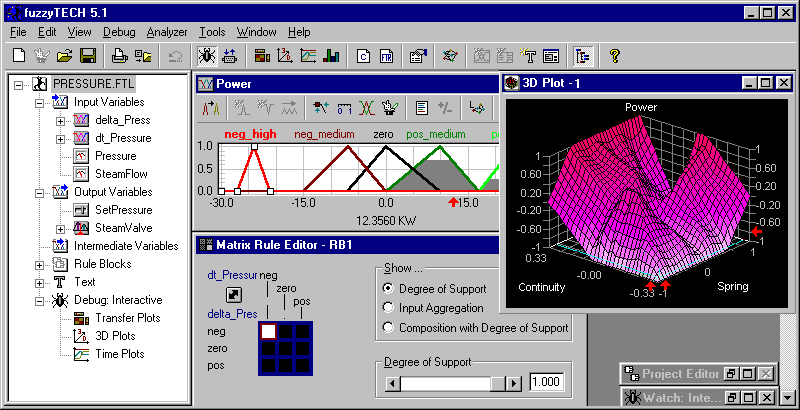 fuzzyTECH 5.1
File Edit View Debug Analyzer Tools Window Help
PRESSURE.FTL
Input Variables
delta_Press
dt_Pressure
Pressure
SteamFlow
Output Variables
SetPressure
SteamValve
Intermediate Variables
Rule Blocks
Text
Debug: Interactive
Transfer Plots
3D Plots
Time Plots
Power
neg_high neg_medium zero pos_medium
1.0
0.5
0.0
-30.0 -15.0 0.0 15.0
12.3560 KW
Matrix Rule Editor - RB1
dt_Pressur neg
zero
pos
delta_Pres
neg
zero
pos
Show ...
Degree of Support
Input Aggregation
Composition with Degree of Support
Degree of Support
1.000
3D Plot -1
Power
1
0.60
0.20
-0.20
-0.60
-1
1
0.60
0.20
-0.20
-0.60
-1
0.33
-0.00
-0.33
-1
0
1
Continuity
Spring
Project Editor
Watch: Inte...